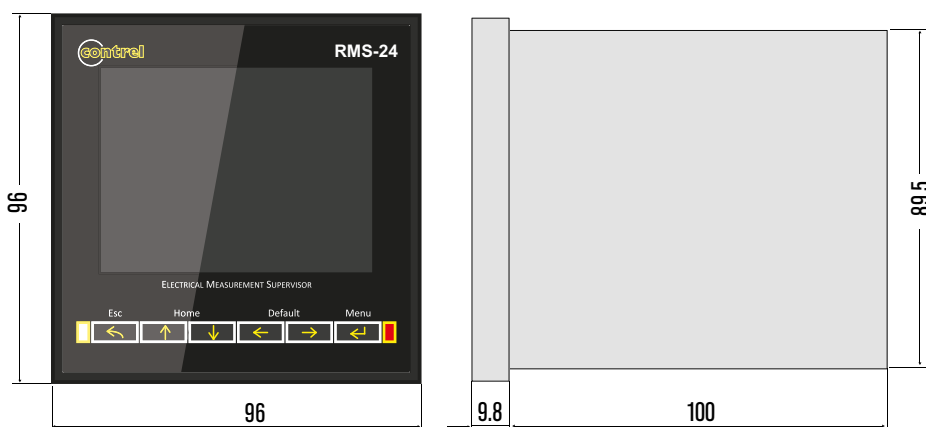 contrel
RMS-24
96
89.5
ELECTRICAL MEASUREMENT SUPERVISOR
Esc Home Default Menu
96
9.8
100